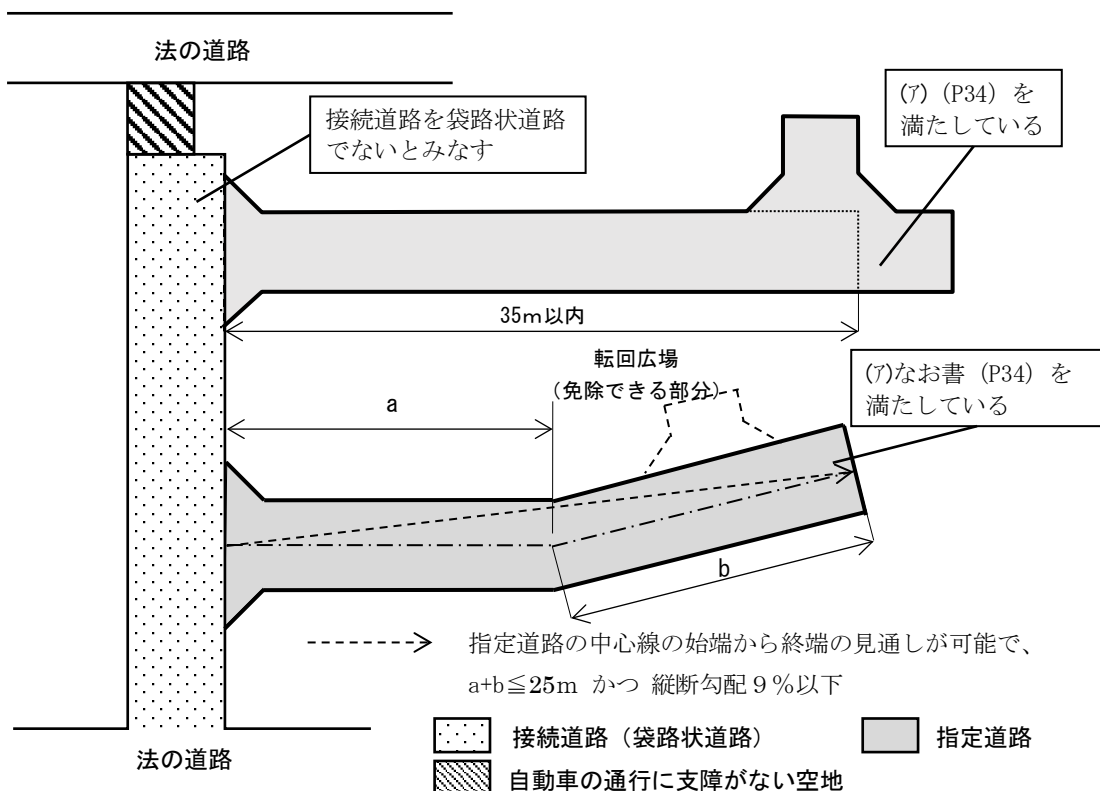 法の道路
接続道路を袋路状道路
でないとみなす
(ア)（P34）を
満たしている
35m以内
転回広場
（免除できる部分）
(ア)なお書（P34）を
満たしている
a
b
指定道路の中心線の始端から終端の見通しが可能で、
a+b≦25m かつ 縦断勾配９％以下
接続道路（袋路状道路）
指定道路
法の道路
自動車の通行に支障がない空地